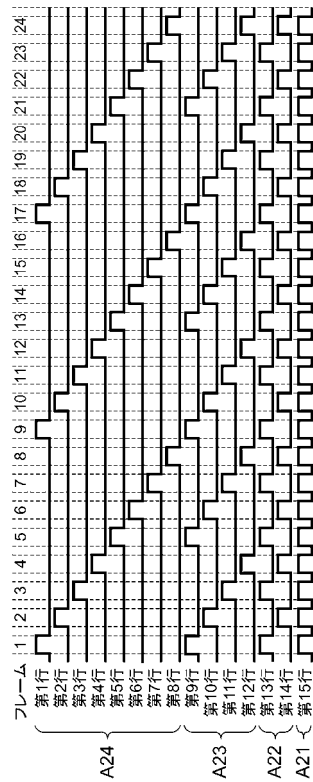 フレーム 1 2 3 4 5 6 7 8 9 10 11 12 13 14 15 16 17 18 19 20 21 22 23 24
A24
第1行
第2行
第3行
第4行
第5行
第6行
第7行
第8行
A23
第9行
第10行
第11行
第12行
A22
第13行
第14行
A21
第15行